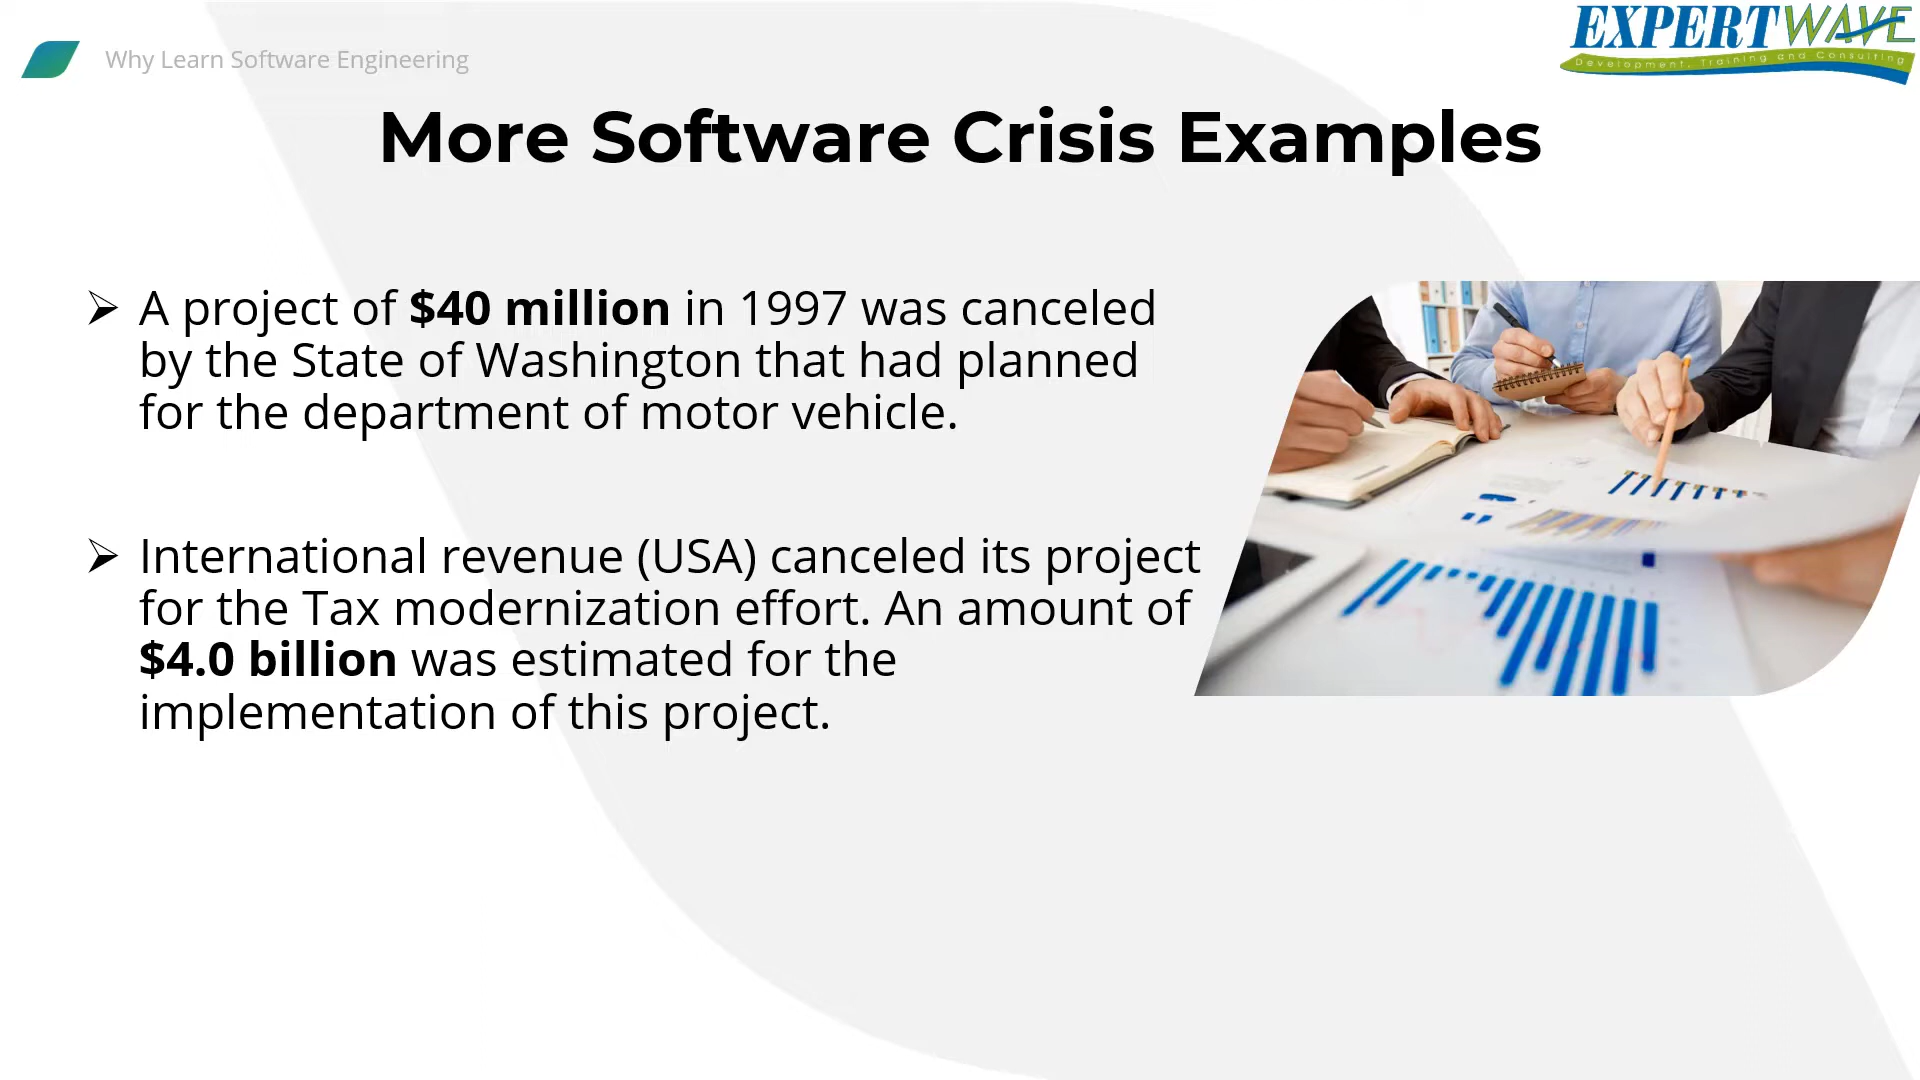 Why Learn Software Engineering
EXPERTWAVE
Development, Training and Consulting
More Software Crisis Examples
➢ A project of $40 million in 1997 was canceled
by the State of Washington that had planned
for the department of motor vehicle.
➢ International revenue (USA) canceled its project
for the Tax modernization effort. An amount of
$4.0 billion was estimated for the
implementation of this project.